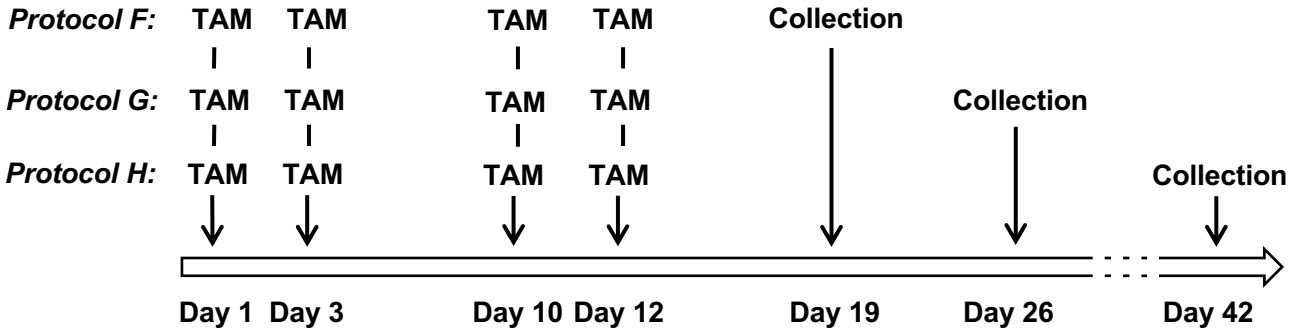 Protocol F: TAM TAM TAM TAM Collection
Protocol G: TAM TAM TAM TAM Collection
Protocol H: TAM TAM TAM TAM Collection
Day 1 Day 3 Day 10 Day 12 Day 19 Day 26 Day 42